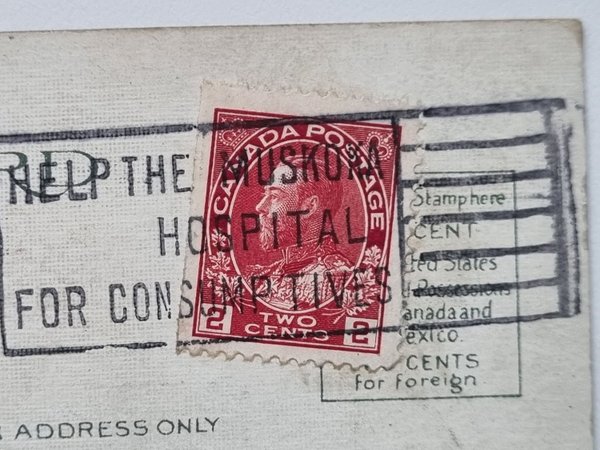 RD
HELP THE MUSKOKA
HOSPITAL
FOR CONSUMPTIVES
CANADA POSTAGE
2 TWO CENTS 2
Stamp here
CENT
ted States
Possessions
anada and
exico.
CENTS
for foreign
ADDRESS ONLY